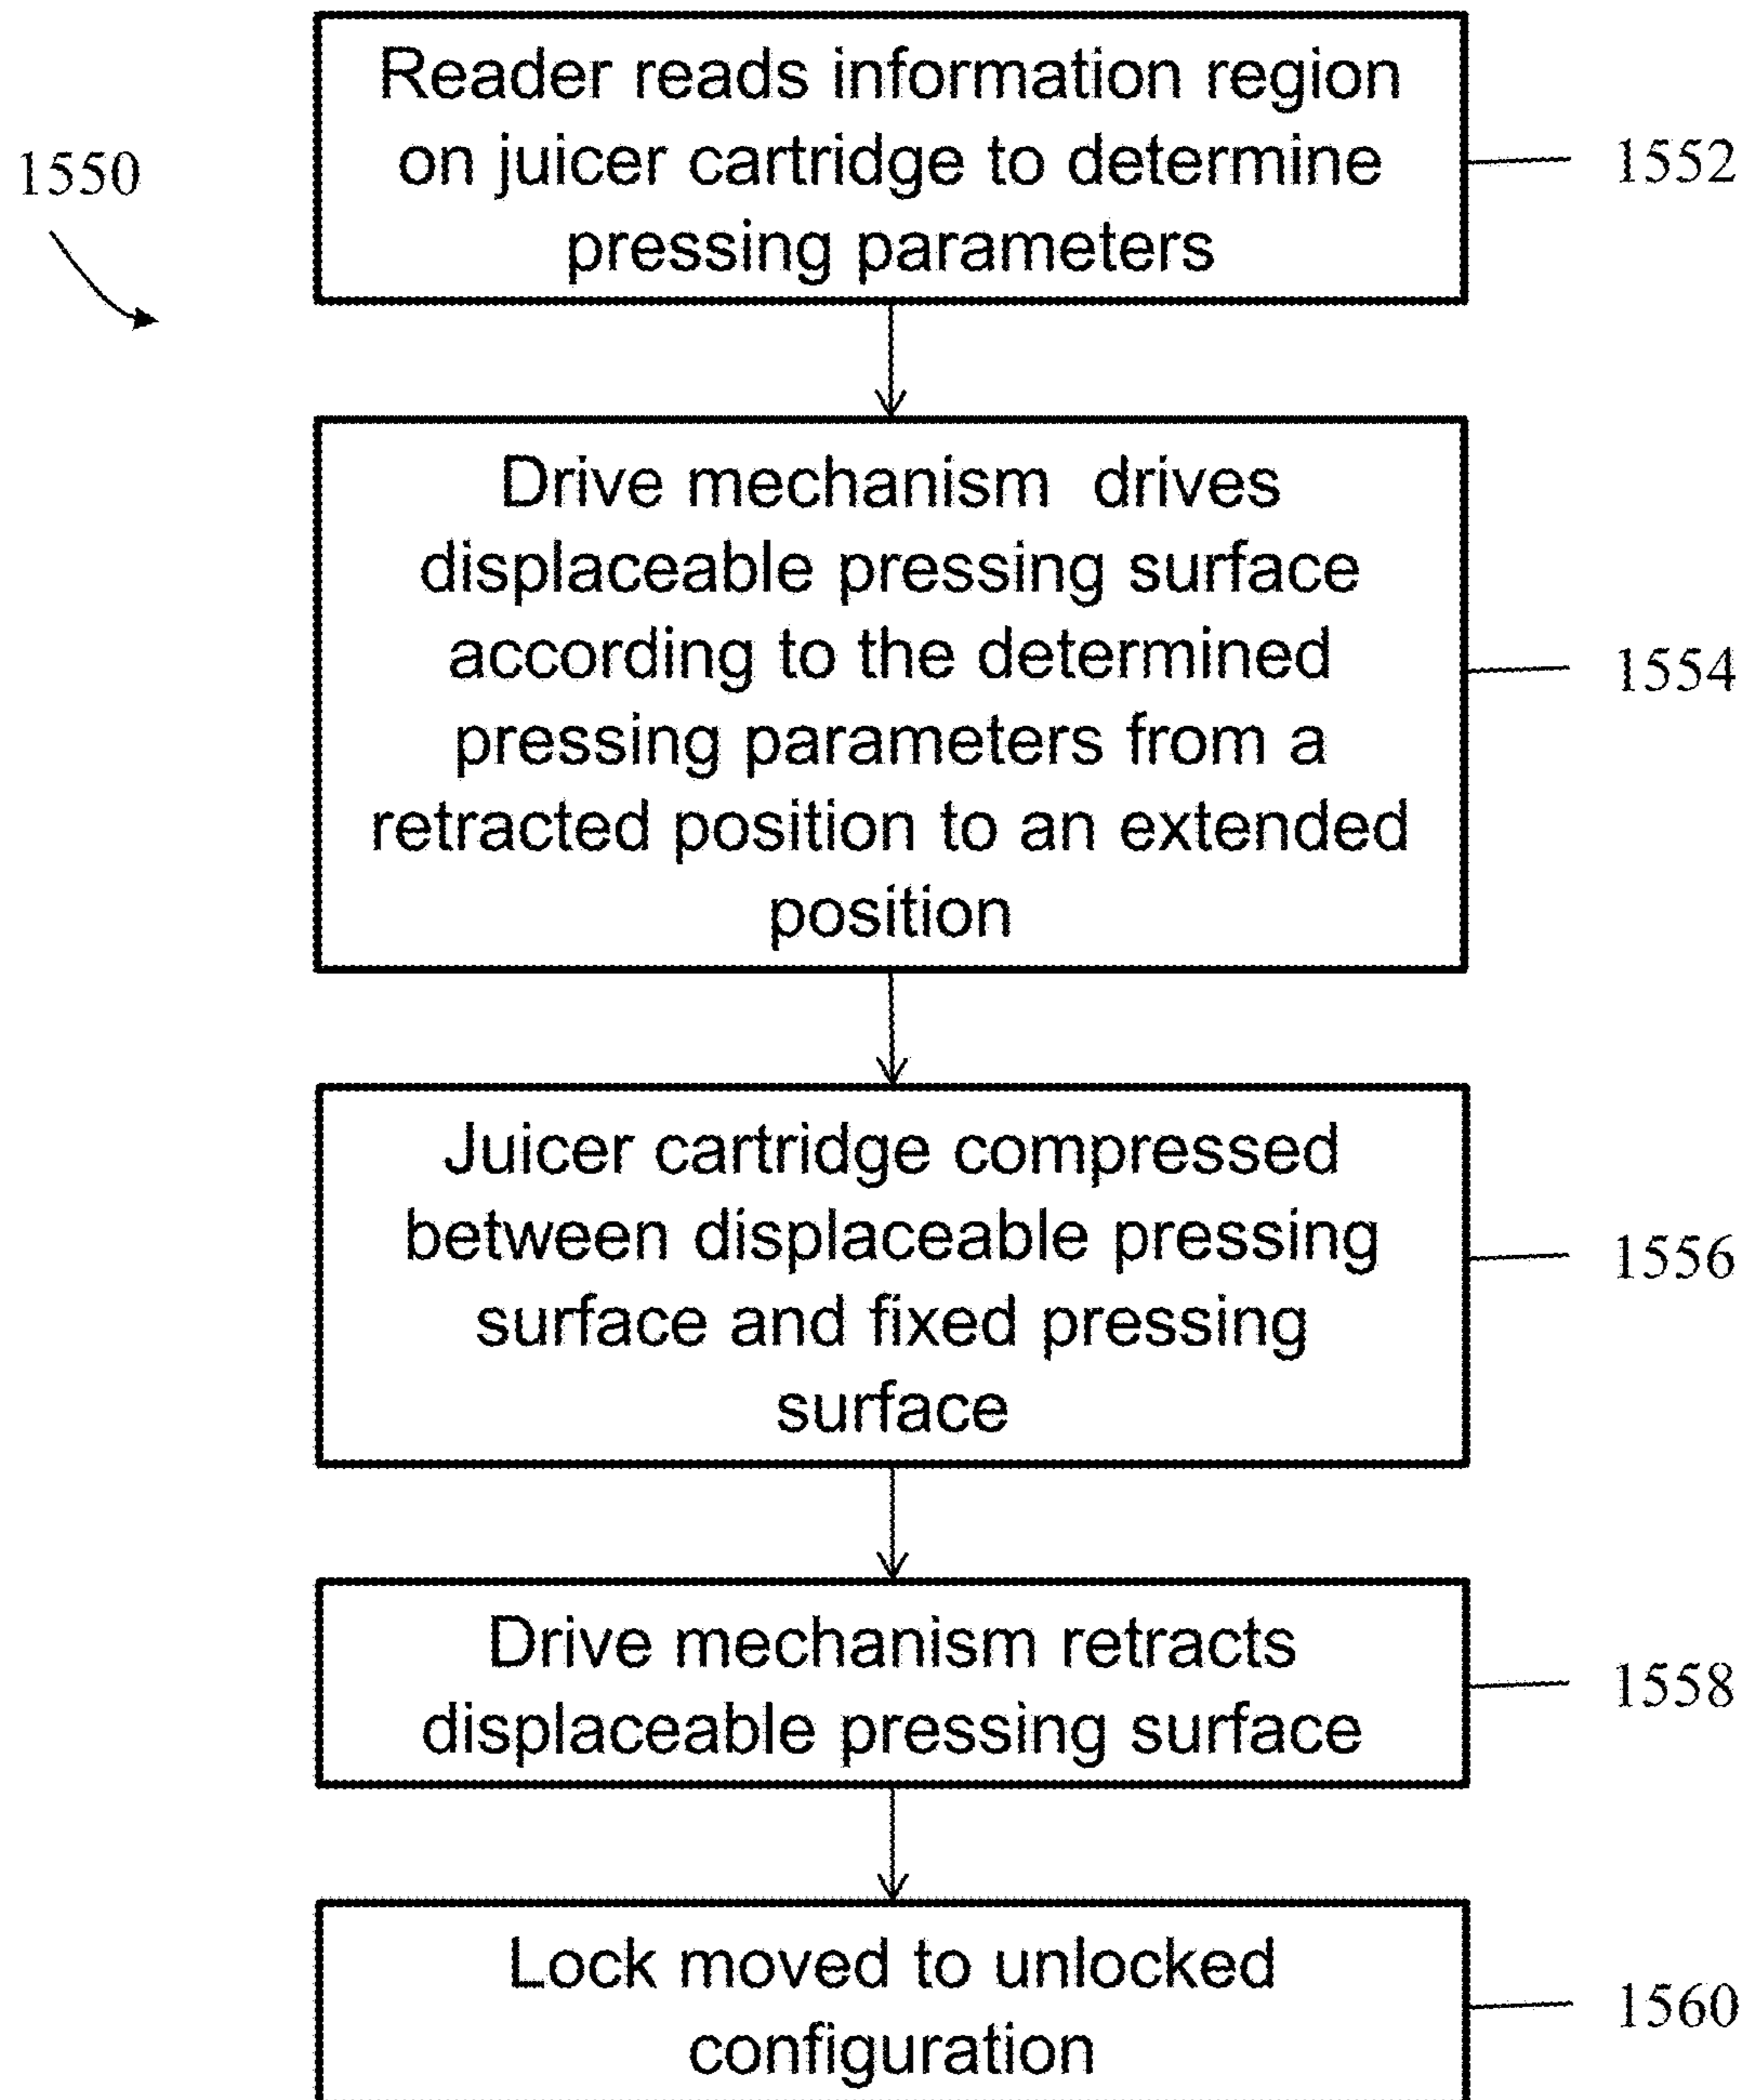 1550
Reader reads information region
on juicer cartridge to determine
pressing parameters
1552
Drive mechanism drives
displaceable pressing surface
according to the determined
pressing parameters from a
retracted position to an extended
position
1554
Juicer cartridge compressed
between displaceable pressing
surface and fixed pressing
surface
1556
Drive mechanism retracts
displaceable pressing surface
1558
Lock moved to unlocked
configuration
1560